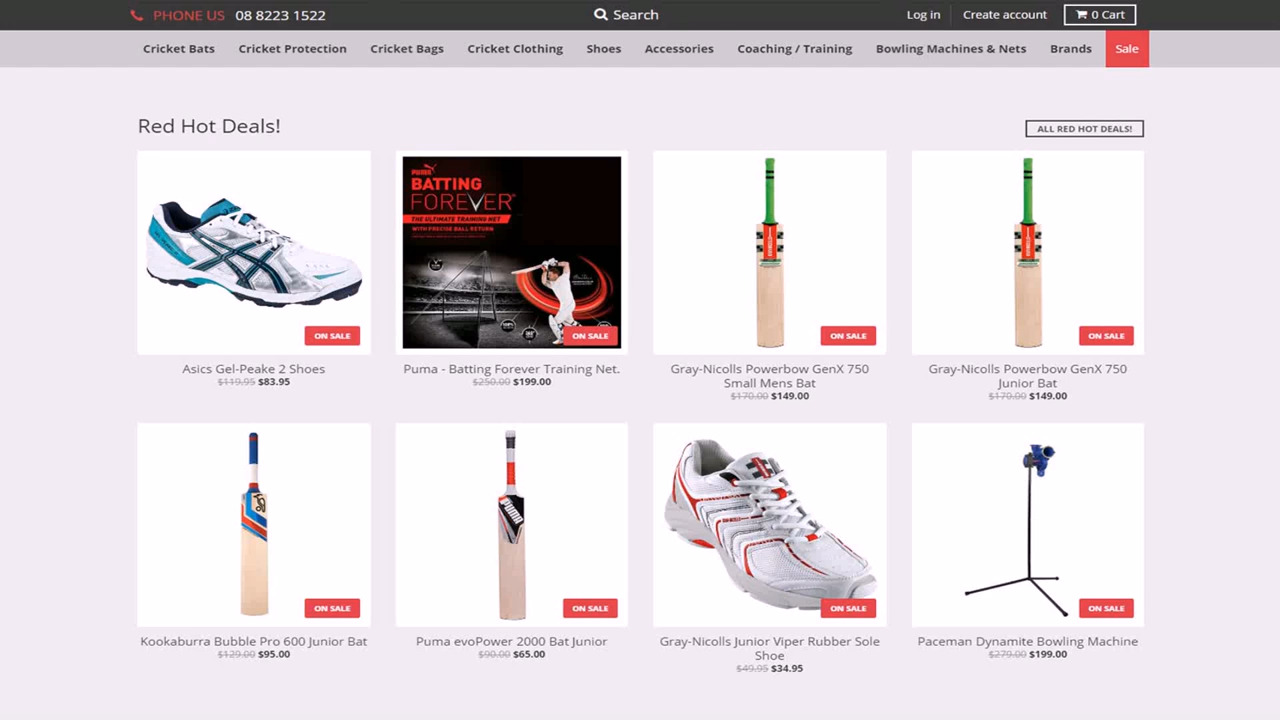 PHONE US 08 8223 1522
Search
Log in
Create account
0 Cart
Cricket Bats
Cricket Protection
Cricket Bags
Cricket Clothing
Shoes
Accessories
Coaching / Training
Bowling Machines & Nets
Brands
Sale
Red Hot Deals!
ALL RED HOT DEALS!
PUMA
BATTING
FOREVER
THE ULTIMATE TRAINING NET
WITH PRECISE BALL RETURN
ON SALE
ON SALE
ON SALE
ON SALE
Asics Gel-Peake 2 Shoes
$119.95 $83.95
Puma - Batting Forever Training Net.
$250.00 $199.00
Gray-Nicolls Powerbow GenX 750
Small Mens Bat
$170.00 $149.00
Gray-Nicolls Powerbow GenX 750
Junior Bat
$170.00 $149.00
PUMA
ON SALE
ON SALE
ON SALE
ON SALE
Kookaburra Bubble Pro 600 Junior Bat
$129.00 $95.00
Puma evoPower 2000 Bat Junior
$90.00 $65.00
Gray-Nicolls Junior Viper Rubber Sole
Shoe
$49.95 $34.95
Paceman Dynamite Bowling Machine
$279.00 $199.00